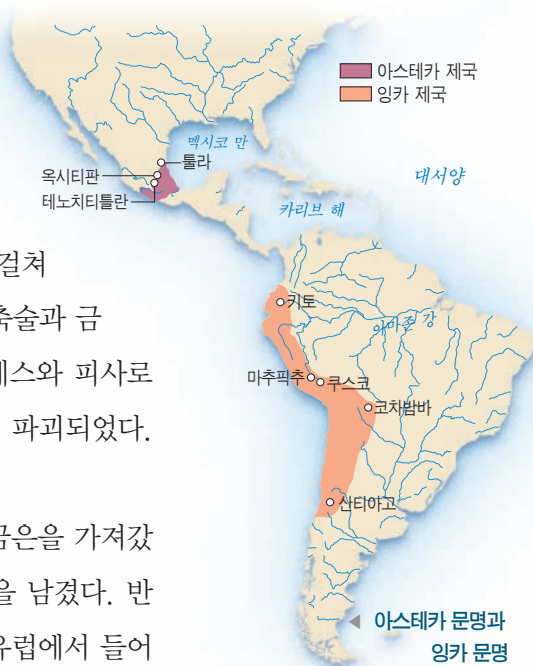 아스테카 제국
잉카 제국
멕시코 만
툴라
옥시티판
테노치티틀란
대서양
카리브 해
키토
아마존 강
마추픽추
쿠스코
코차밤바
산티아고
걸쳐
축술과 금
테스와 피사로
파괴되었다.
금은을 가져갔
을 남겼다. 반
유럽에서 들어
◀ 아스테카 문명과
잉카 문명